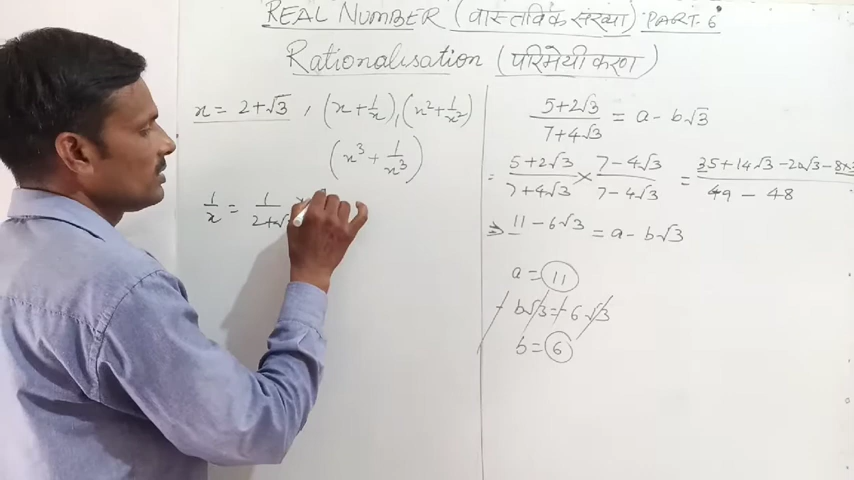 REAL NUMBER (वास्तविक संख्या) PART-6
Rationalisation (परिमेयीकरण)
x = 2+√3 , (x + 1/x), (x² + 1/x²)
(x³ + 1/x³)
1/x = 1/2+√ ×
5+2√3 / 7+4√3 = a - b√3
= 5+2√3 / 7+4√3 × 7-4√3 / 7-4√3 = 35+14√3-20√3-8×3 / 49-48
⇒ 11-6√3 = a-b√3
a = 11
- b√3 = -6√3
b = 6